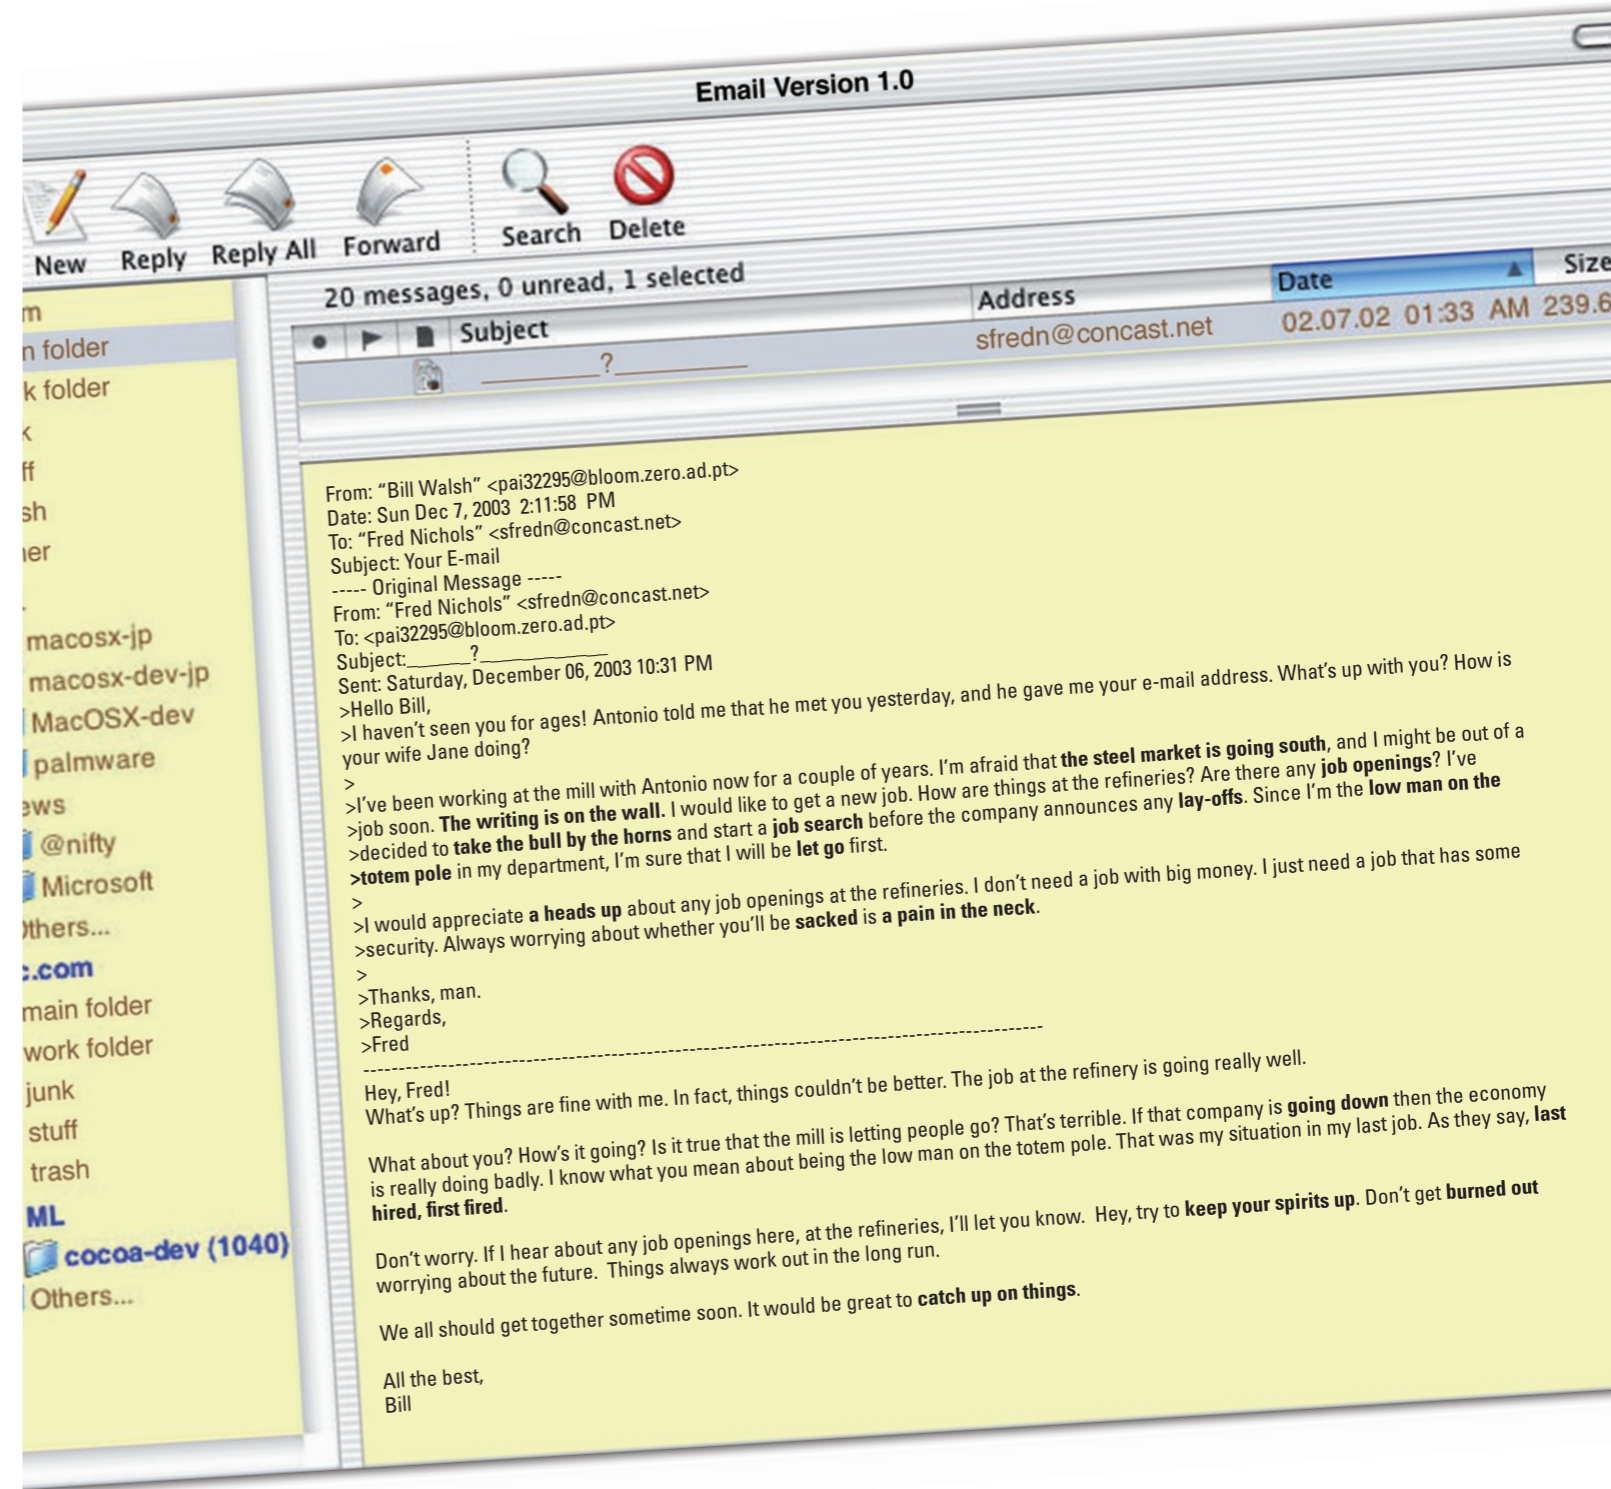 Email Version 1.0
New Reply Reply All Forward Search Delete
20 messages, 0 unread, 1 selected
Subject Address Date Size
_________?_________ sfredn@concast.net 02.07.02 01:33 AM 239.6
m
n folder
k folder
k
ff
sh
ner
macosx-jp
macosx-dev-jp
MacOSX-dev
palmware
ews
@nifty
Microsoft
Others...
c.com
main folder
work folder
junk
stuff
trash
ML
cocoa-dev (1040)
Others...
From: “Bill Walsh” <pai32295@bloom.zero.ad.pt>
Date: Sun Dec 7, 2003 2:11:58 PM
To: “Fred Nichols” <sfredn@concast.net>
Subject: Your E-mail
----- Original Message -----
From: “Fred Nichols” <sfredn@concast.net>
To: <pai32295@bloom.zero.ad.pt>
Subject:______?____________
Sent: Saturday, December 06, 2003 10:31 PM
>Hello Bill,
>I haven’t seen you for ages! Antonio told me that he met you yesterday, and he gave me your e-mail address. What’s up with you? How is
your wife Jane doing?
>
>I’ve been working at the mill with Antonio now for a couple of years. I’m afraid that the steel market is going south, and I might be out of a
>job soon. The writing is on the wall. I would like to get a new job. How are things at the refineries? Are there any job openings? I’ve
>decided to take the bull by the horns and start a job search before the company announces any lay-offs. Since I’m the low man on the
>totem pole in my department, I’m sure that I will be let go first.
>
>I would appreciate a heads up about any job openings at the refineries. I don’t need a job with big money. I just need a job that has some
>security. Always worrying about whether you’ll be sacked is a pain in the neck.
>
>Thanks, man.
>Regards,
>Fred
------------------------------------------------------------------------------------------
Hey, Fred!
What’s up? Things are fine with me. In fact, things couldn’t be better. The job at the refinery is going really well.
What about you? How’s it going? Is it true that the mill is letting people go? That’s terrible. If that company is going down then the economy
is really doing badly. I know what you mean about being the low man on the totem pole. That was my situation in my last job. As they say, last
hired, first fired.
Don’t worry. If I hear about any job openings here, at the refineries, I’ll let you know. Hey, try to keep your spirits up. Don’t get burned out
worrying about the future. Things always work out in the long run.
We all should get together sometime soon. It would be great to catch up on things.
All the best,
Bill